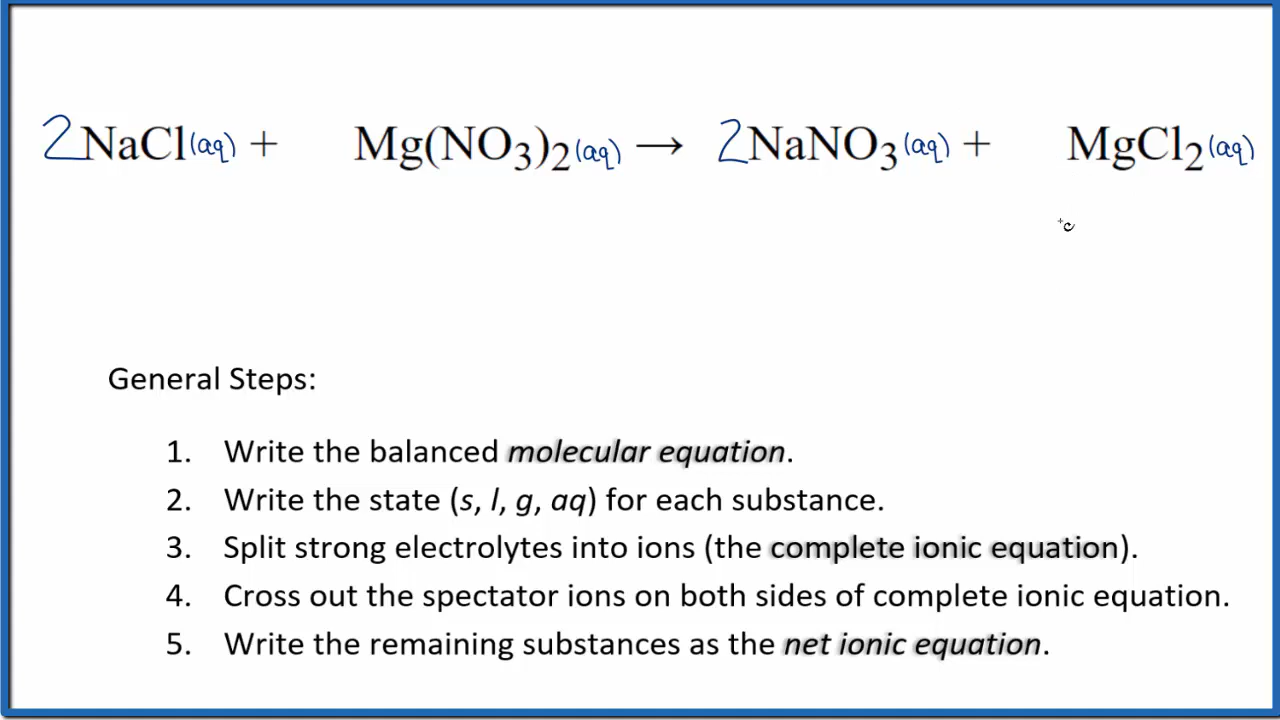 2NaCl(aq) + Mg(NO₃)₂(aq) → 2NaNO₃(aq) + MgCl₂(aq)
General Steps:
1. Write the balanced molecular equation.
2. Write the state (s, l, g, aq) for each substance.
3. Split strong electrolytes into ions (the complete ionic equation).
4. Cross out the spectator ions on both sides of complete ionic equation.
5. Write the remaining substances as the net ionic equation.